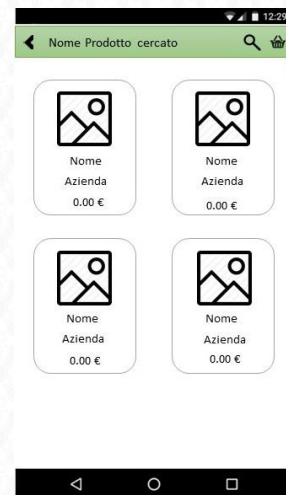 12:29
Nome Prodotto cercato
Nome
Azienda
0.00 €
Nome
Azienda
0.00 €
Nome
Azienda
0.00 €
Nome
Azienda
0.00 €